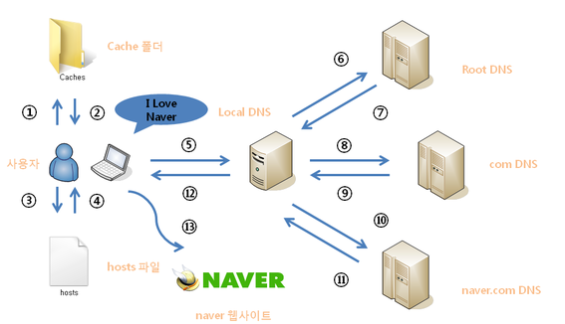 Cache 폴더
Caches
⑥
Root DNS
① ②
I Love
Naver
Local DNS
⑦
사용자
⑤
⑧
com DNS
③ ④
⑫
⑨
⑬
⑩
hosts 파일
hosts
NAVER
⑪
naver.com DNS
naver 웹사이트